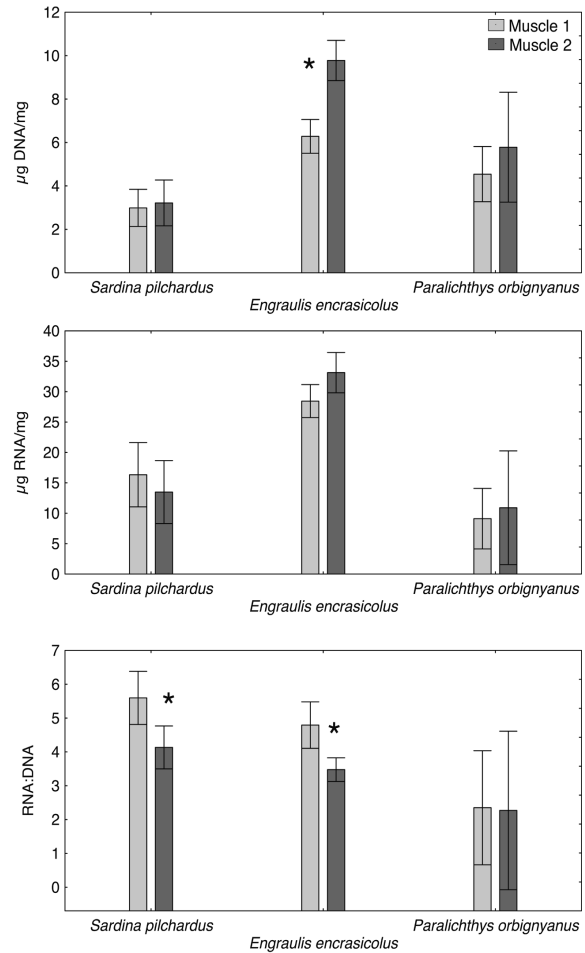 12
10
8
6
4
2
0
µg DNA/mg
Muscle 1
Muscle 2
*
Sardina pilchardus
Paralichthys orbignyanus
Engraulis encrasicolus
40
35
30
25
20
15
10
5
0
µg RNA/mg
Sardina pilchardus
Paralichthys orbignyanus
Engraulis encrasicolus
7
6
5
4
3
2
1
0
RNA:DNA
*
*
Sardina pilchardus
Paralichthys orbignyanus
Engraulis encrasicolus